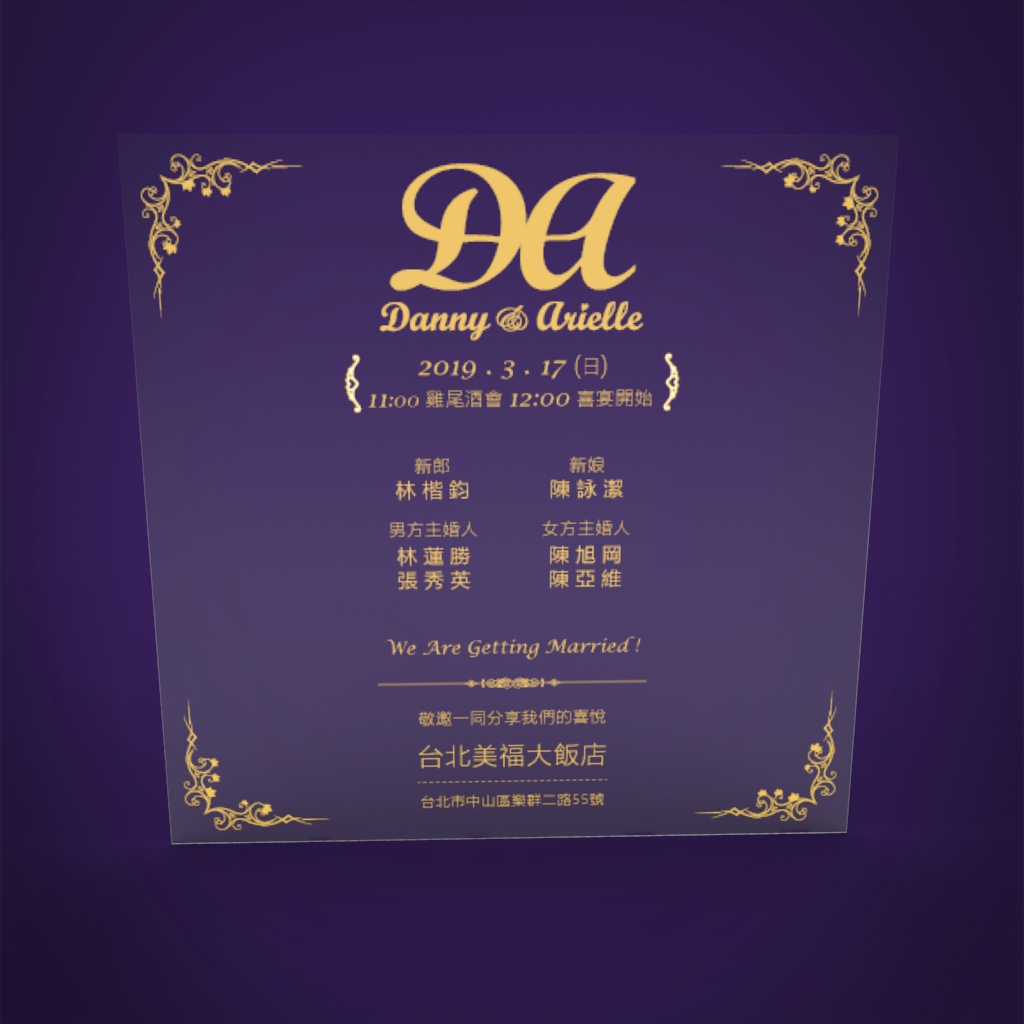 DA
Danny & Arielle
2019 . 3 . 17 (日)
11:00 雞尾酒會 12:00 喜宴開始
新郎 新娘
林楷鈞 陳詠潔
男方主婚人 女方主婚人
林蓮勝 陳旭岡
張秀英 陳亞維
We Are Getting Married !
敬邀一同分享我們的喜悅
台北美福大飯店
台北市中山區樂群二路55號